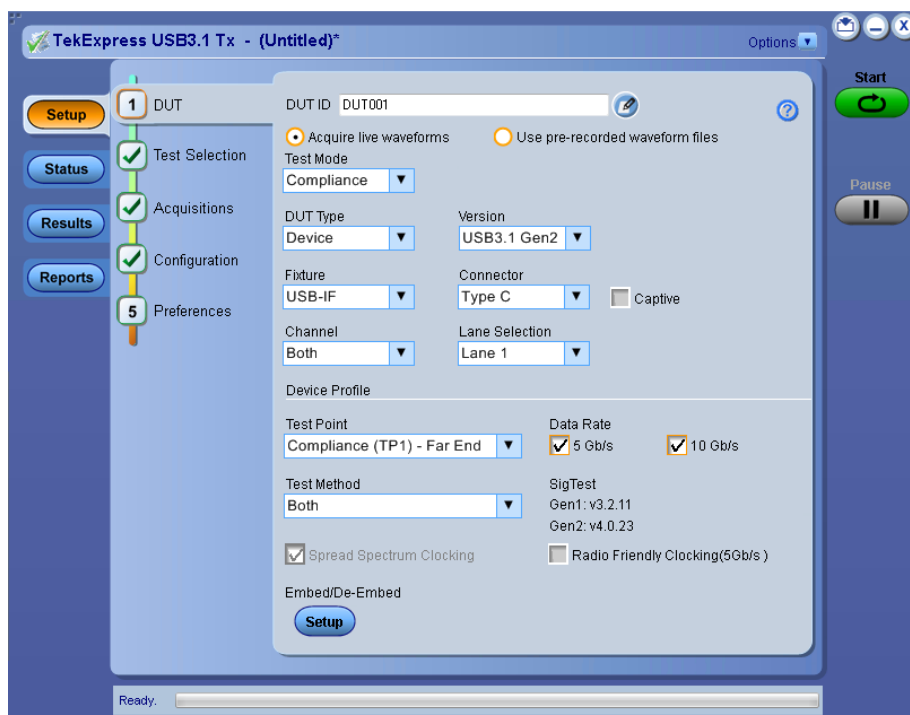 TekExpress USB3.1 Tx - (Untitled)*
Options
Start
Pause
Setup
Status
Results
Reports
1 DUT
Test Selection
Acquisitions
Configuration
5 Preferences
DUT ID DUT001
Acquire live waveforms Use pre-recorded waveform files
Test Mode
Compliance
DUT Type Version
Device USB3.1 Gen2
Fixture Connector
USB-IF Type C Captive
Channel Lane Selection
Both Lane 1
Device Profile
Test Point Data Rate
Compliance (TP1) - Far End 5 Gb/s 10 Gb/s
Test Method SigTest
Both Gen1: v3.2.11
Gen2: v4.0.23
Spread Spectrum Clocking Radio Friendly Clocking(5Gb/s )
Embed/De-Embed
Setup
Ready.